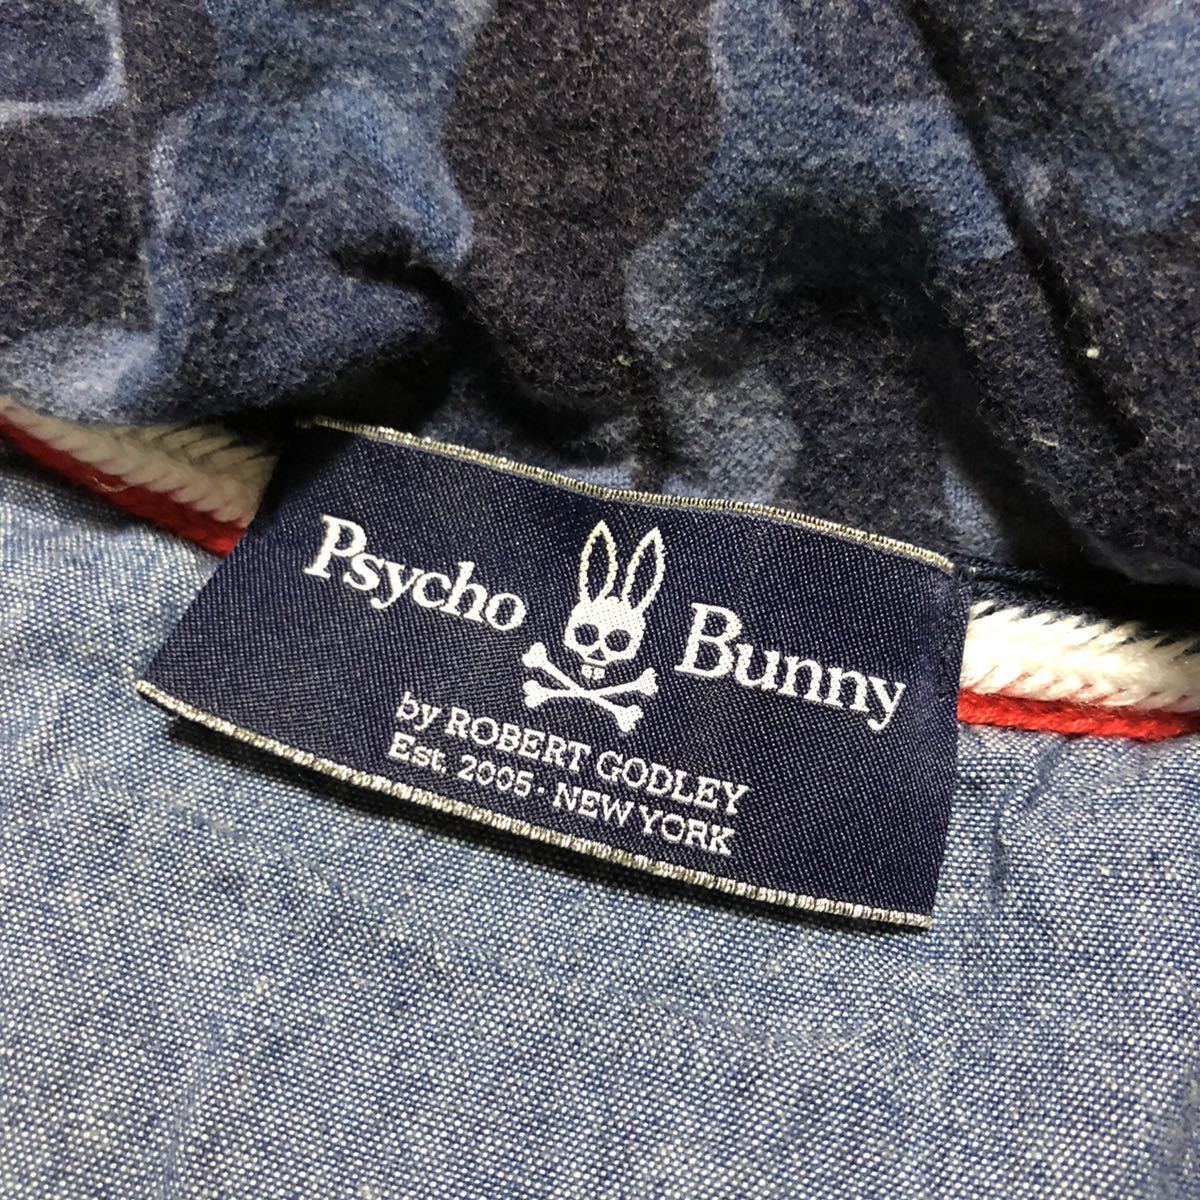 Psycho Bunny
by ROBERT GODLEY
Est. 2005 · NEW YORK